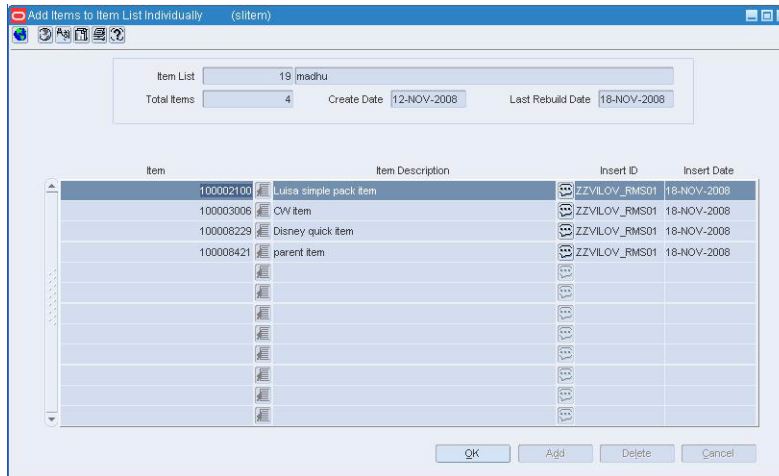 Add Items to Item List Individually (slitem)
Item List 19 madhu
Total Items 4 Create Date 12-NOV-2008 Last Rebuild Date 18-NOV-2008
Item Item Description Insert ID Insert Date
100002100 Luisa simple pack item ZZVILOV_RMS01 18-NOV-2008
100003006 CW item ZZVILOV_RMS01 18-NOV-2008
100008229 Disney quick item ZZVILOV_RMS01 18-NOV-2008
100008421 parent item ZZVILOV_RMS01 18-NOV-2008
OK Add Delete Cancel